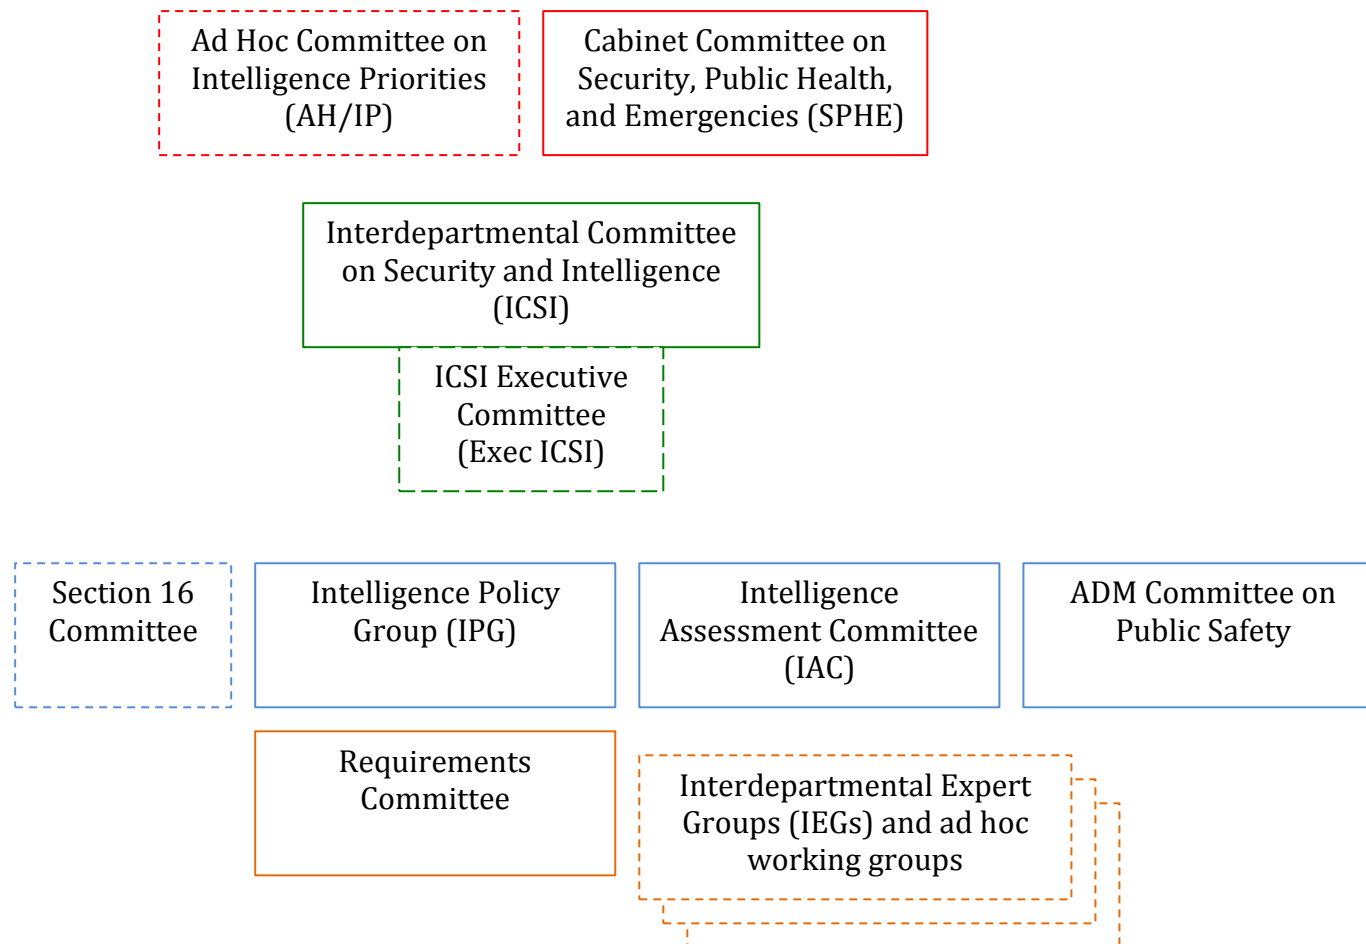 Ad Hoc Committee on
Intelligence Priorities
(AH/IP)
Cabinet Committee on
Security, Public Health,
and Emergencies (SPHE)
Interdepartmental Committee
on Security and Intelligence
(ICSI)
ICSI Executive
Committee
(Exec ICSI)
Section 16
Committee
Intelligence Policy
Group (IPG)
Intelligence
Assessment Committee
(IAC)
ADM Committee on
Public Safety
Requirements
Committee
Interdepartmental Expert
Groups (IEGs) and ad hoc
working groups